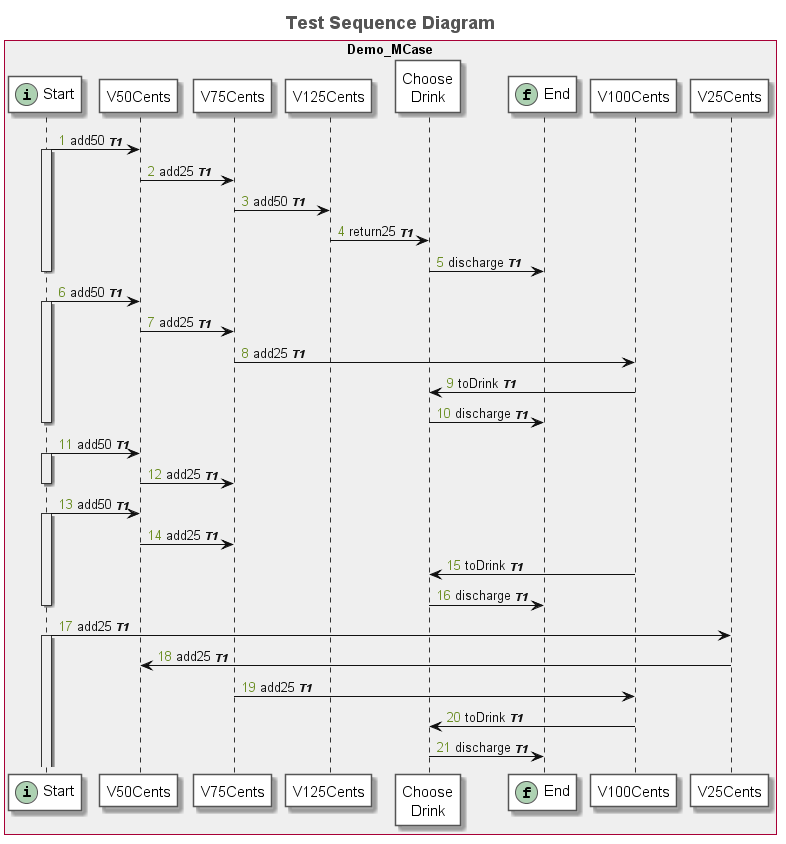 Test Sequence Diagram
Demo_MCase
i Start
V50Cents
V75Cents
V125Cents
Choose
Drink
f End
V100Cents
V25Cents
1 add50 T1
2 add25 T1
3 add50 T1
4 return25 T1
5 discharge T1
6 add50 T1
7 add25 T1
8 add25 T1
9 toDrink T1
10 discharge T1
11 add50 T1
12 add25 T1
13 add50 T1
14 add25 T1
15 toDrink T1
16 discharge T1
17 add25 T1
18 add25 T1
19 add25 T1
20 toDrink T1
21 discharge T1
i Start
V50Cents
V75Cents
V125Cents
Choose
Drink
f End
V100Cents
V25Cents